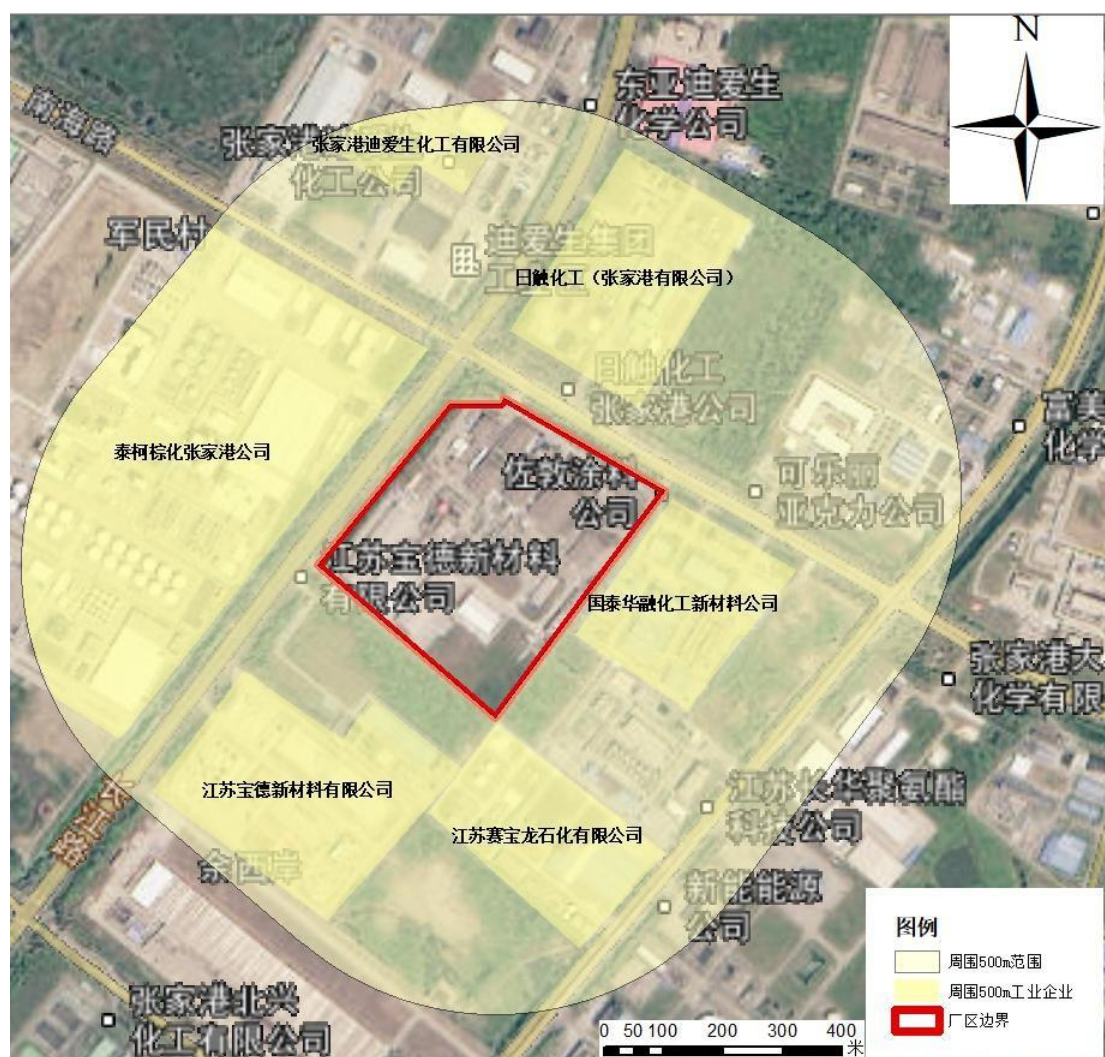 N
东亚迪爱生
化学公司
南海路
张家港迪爱生化工有限公司
化工公司
军民村
迪爱生集团
日触化工（张家港有限公司）
日触化工
张家港公司
富美
化学
泰柯棕化张家港公司
佐敦涂料
公司
可乐丽
亚克力公司
江苏宝德新材料
有限公司
国泰华融化工新材料公司
张家港大
化学有限
江苏宝德新材料有限公司
江苏长华聚氨酯
科技公司
江苏赛宝龙石化有限公司
余西岸
新能能源
公司
张家港北兴
化工有限公司
图例
周围500m范围
周围500m工业企业
厂区边界
0 50 100 200 300 400
米